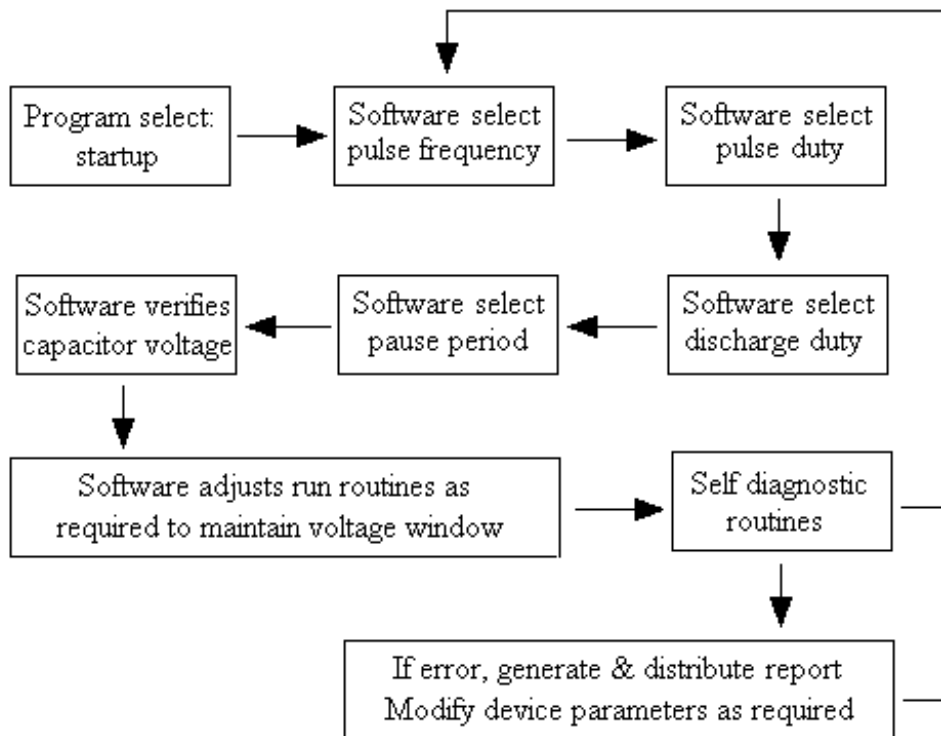 Program select:
startup
Software select
pulse frequency
Software select
pulse duty
Software select
discharge duty
Software select
pause period
Software verifies
capacitor voltage
Software adjusts run routines as
required to maintain voltage window
Self diagnostic
routines
If error, generate & distribute report
Modify device parameters as required